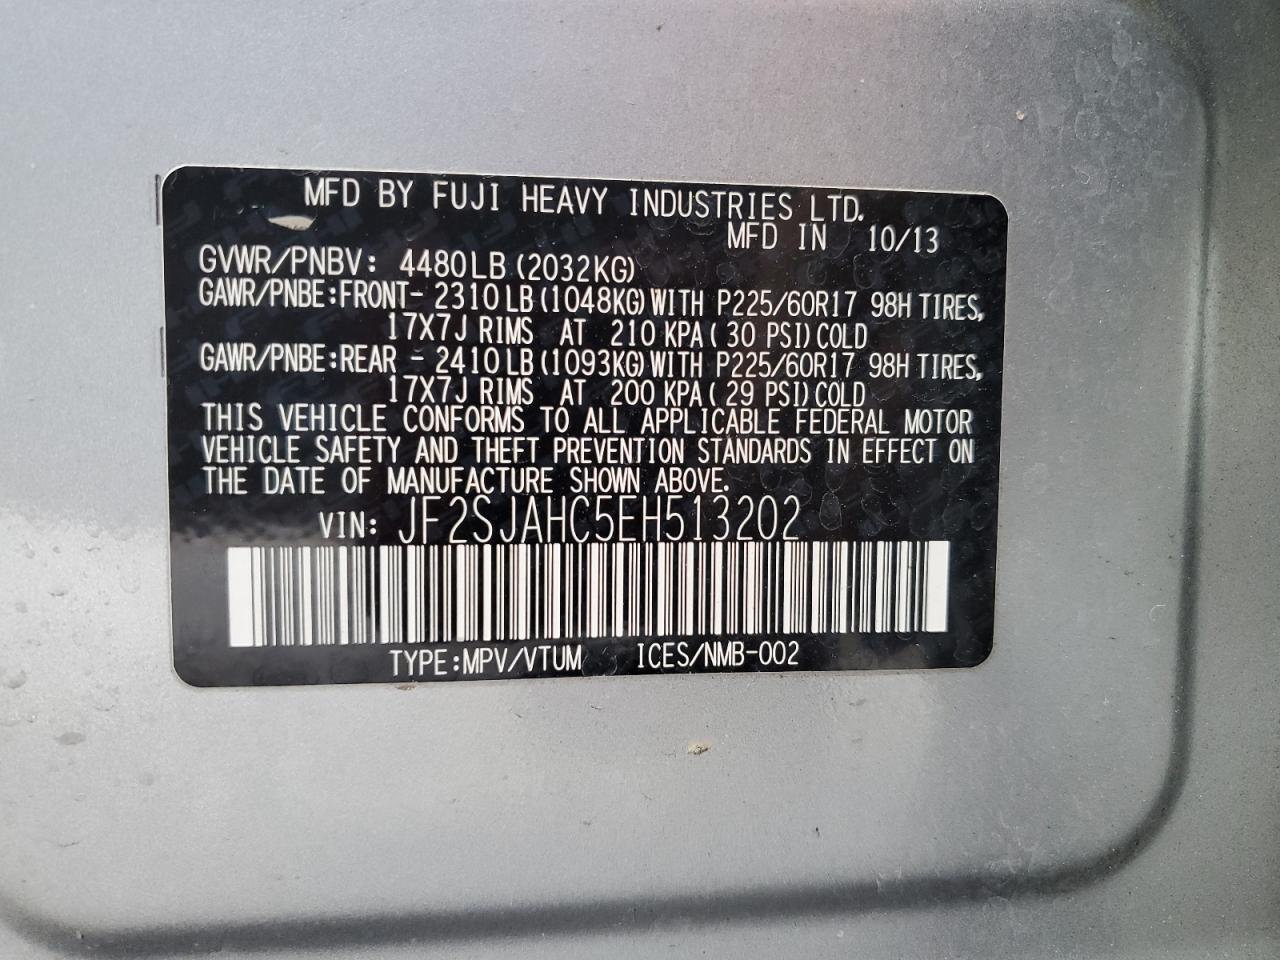 MFD BY FUJI HEAVY INDUSTRIES LTD.
MFD IN 10/13
GVWR/PNBV: 4480LB(2032KG)
GAWR/PNBE:FRONT- 2310LB(1048KG)WITH P225/60R17 98H TIRES,
17X7J RIMS AT 210 KPA( 30 PSI)COLD
GAWR/PNBE:REAR - 2410LB(1093KG)WITH P225/60R17 98H TIRES,
17X7J RIMS AT 200 KPA( 29 PSI)COLD
THIS VEHICLE CONFORMS TO ALL APPLICABLE FEDERAL MOTOR
VEHICLE SAFETY AND THEFT PREVENTION STANDARDS IN EFFECT ON
THE DATE OF MANUFACTURE SHOWN ABOVE.
VIN: JF2SJAHC5EH513202
TYPE:MPV/VTUM ICES/NMB-002